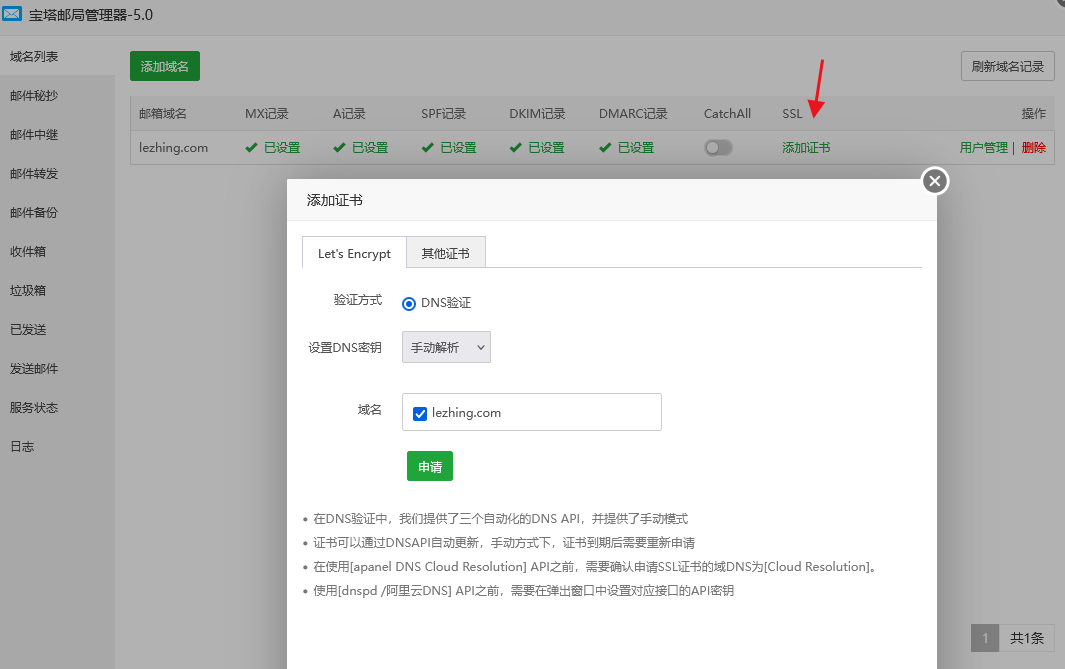 宝塔邮局管理器-5.0
域名列表
邮件秘抄
邮件中继
邮件转发
邮件备份
收件箱
垃圾箱
已发送
发送邮件
服务状态
日志
添加域名
刷新域名记录
邮箱域名 MX记录 A记录 SPF记录 DKIM记录 DMARC记录 CatchAll SSL 操作
lezhing.com 已设置 已设置 已设置 已设置 已设置 添加证书 用户管理 | 删除
添加证书
Let's Encrypt 其他证书
验证方式 DNS验证
设置DNS密钥 手动解析
域名 lezhing.com
申请
• 在DNS验证中，我们提供了三个自动化的DNS API，并提供了手动模式
• 证书可以通过DNSAPI自动更新，手动方式下，证书到期后需要重新申请
• 在使用[apanel DNS Cloud Resolution] API之前，需要确认申请SSL证书的域DNS为[Cloud Resolution]。
• 使用[dnspd /阿里云DNS] API之前，需要在弹出窗口中设置对应接口的API密钥
1 共1条